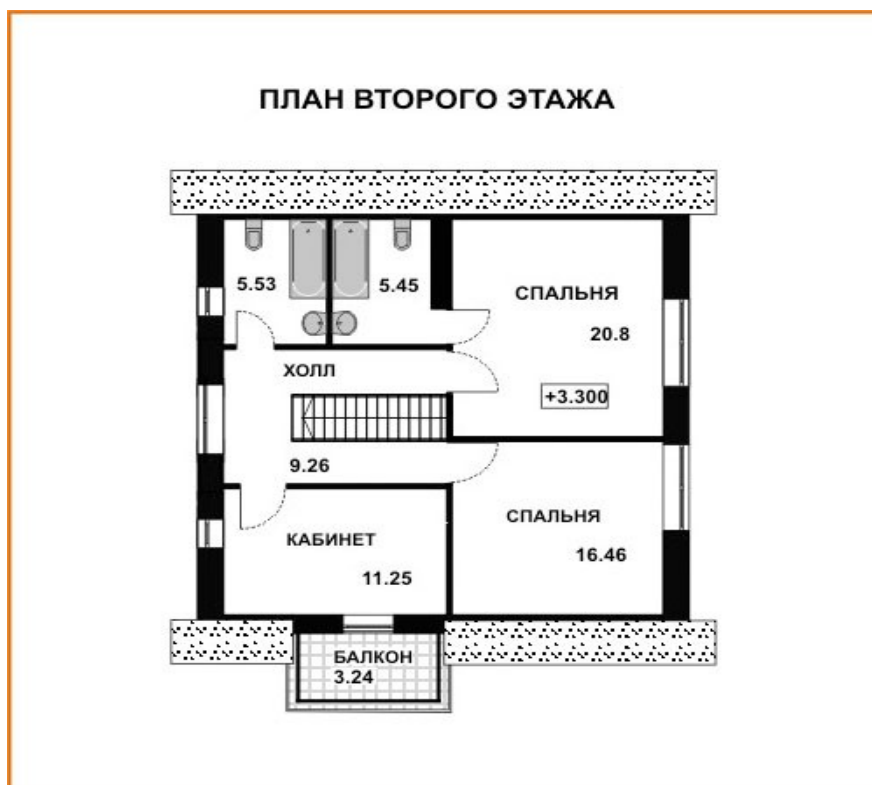 ПЛАН ВТОРОГО ЭТАЖА
5.53
5.45
СПАЛЬНЯ
20.8
+3.300
ХОЛЛ
9.26
СПАЛЬНЯ
16.46
КАБИНЕТ
11.25
БАЛКОН
3.24